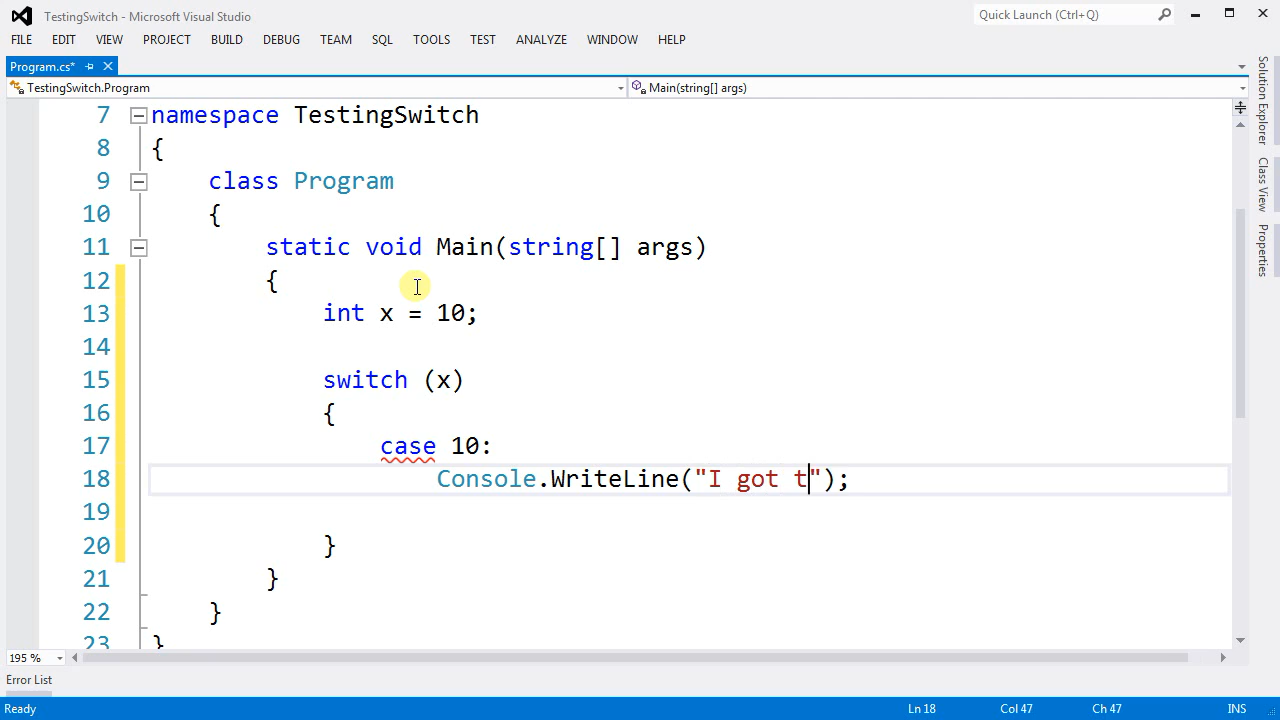 TestingSwitch - Microsoft Visual Studio
Quick Launch (Ctrl+Q)
FILE EDIT VIEW PROJECT BUILD DEBUG TEAM SQL TOOLS TEST ANALYZE WINDOW HELP
Program.cs*
TestingSwitch.Program
Main(string[] args)
7 namespace TestingSwitch
8 {
9 class Program
10 {
11 static void Main(string[] args)
12 {
13 int x = 10;
14
15 switch (x)
16 {
17 case 10:
18 Console.WriteLine("I got t");
19
20 }
21 }
22 }
23 }
Solution Explorer
Class View
Properties
195 %
Error List
Ready Ln 18 Col 47 Ch 47 INS